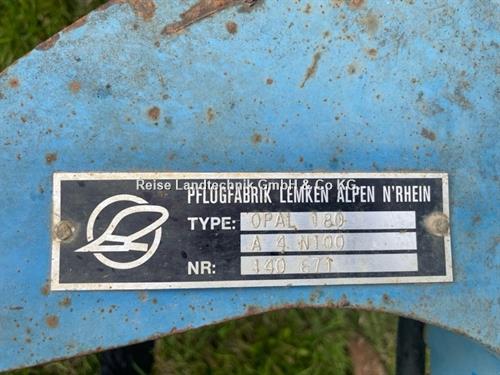 PFLUGFABRIK LEMKEN ALPEN N'RHEIN
Reise Landtechnik GmbH & Co KG
TYPE: OPAL 180
A 4 N100
NR: 140 671